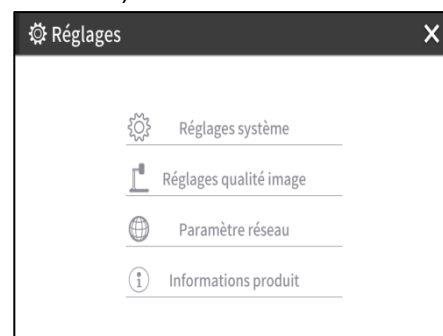 Réglages
Réglages système
Réglages qualité image
Paramètre réseau
Informations produit